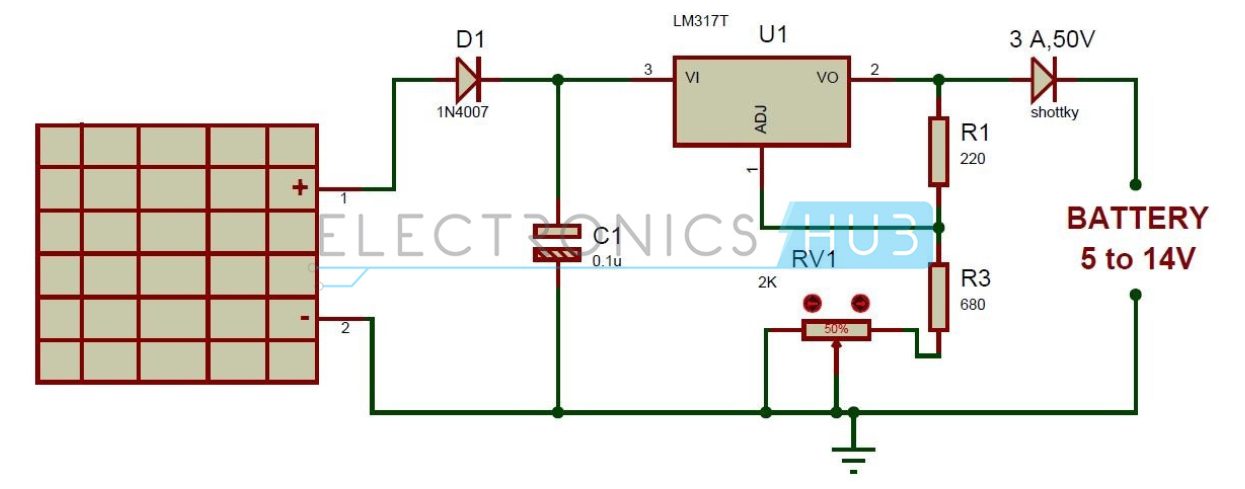 LM317T
D1
U1
3 A,50V
3
VI
VO
2
1N4007
shottky
ADJ
1
R1
220
+
1
ELECTRONICS HUB
BATTERY
5 to 14V
C1
0.1u
RV1
2K
R3
680
-
2
50%